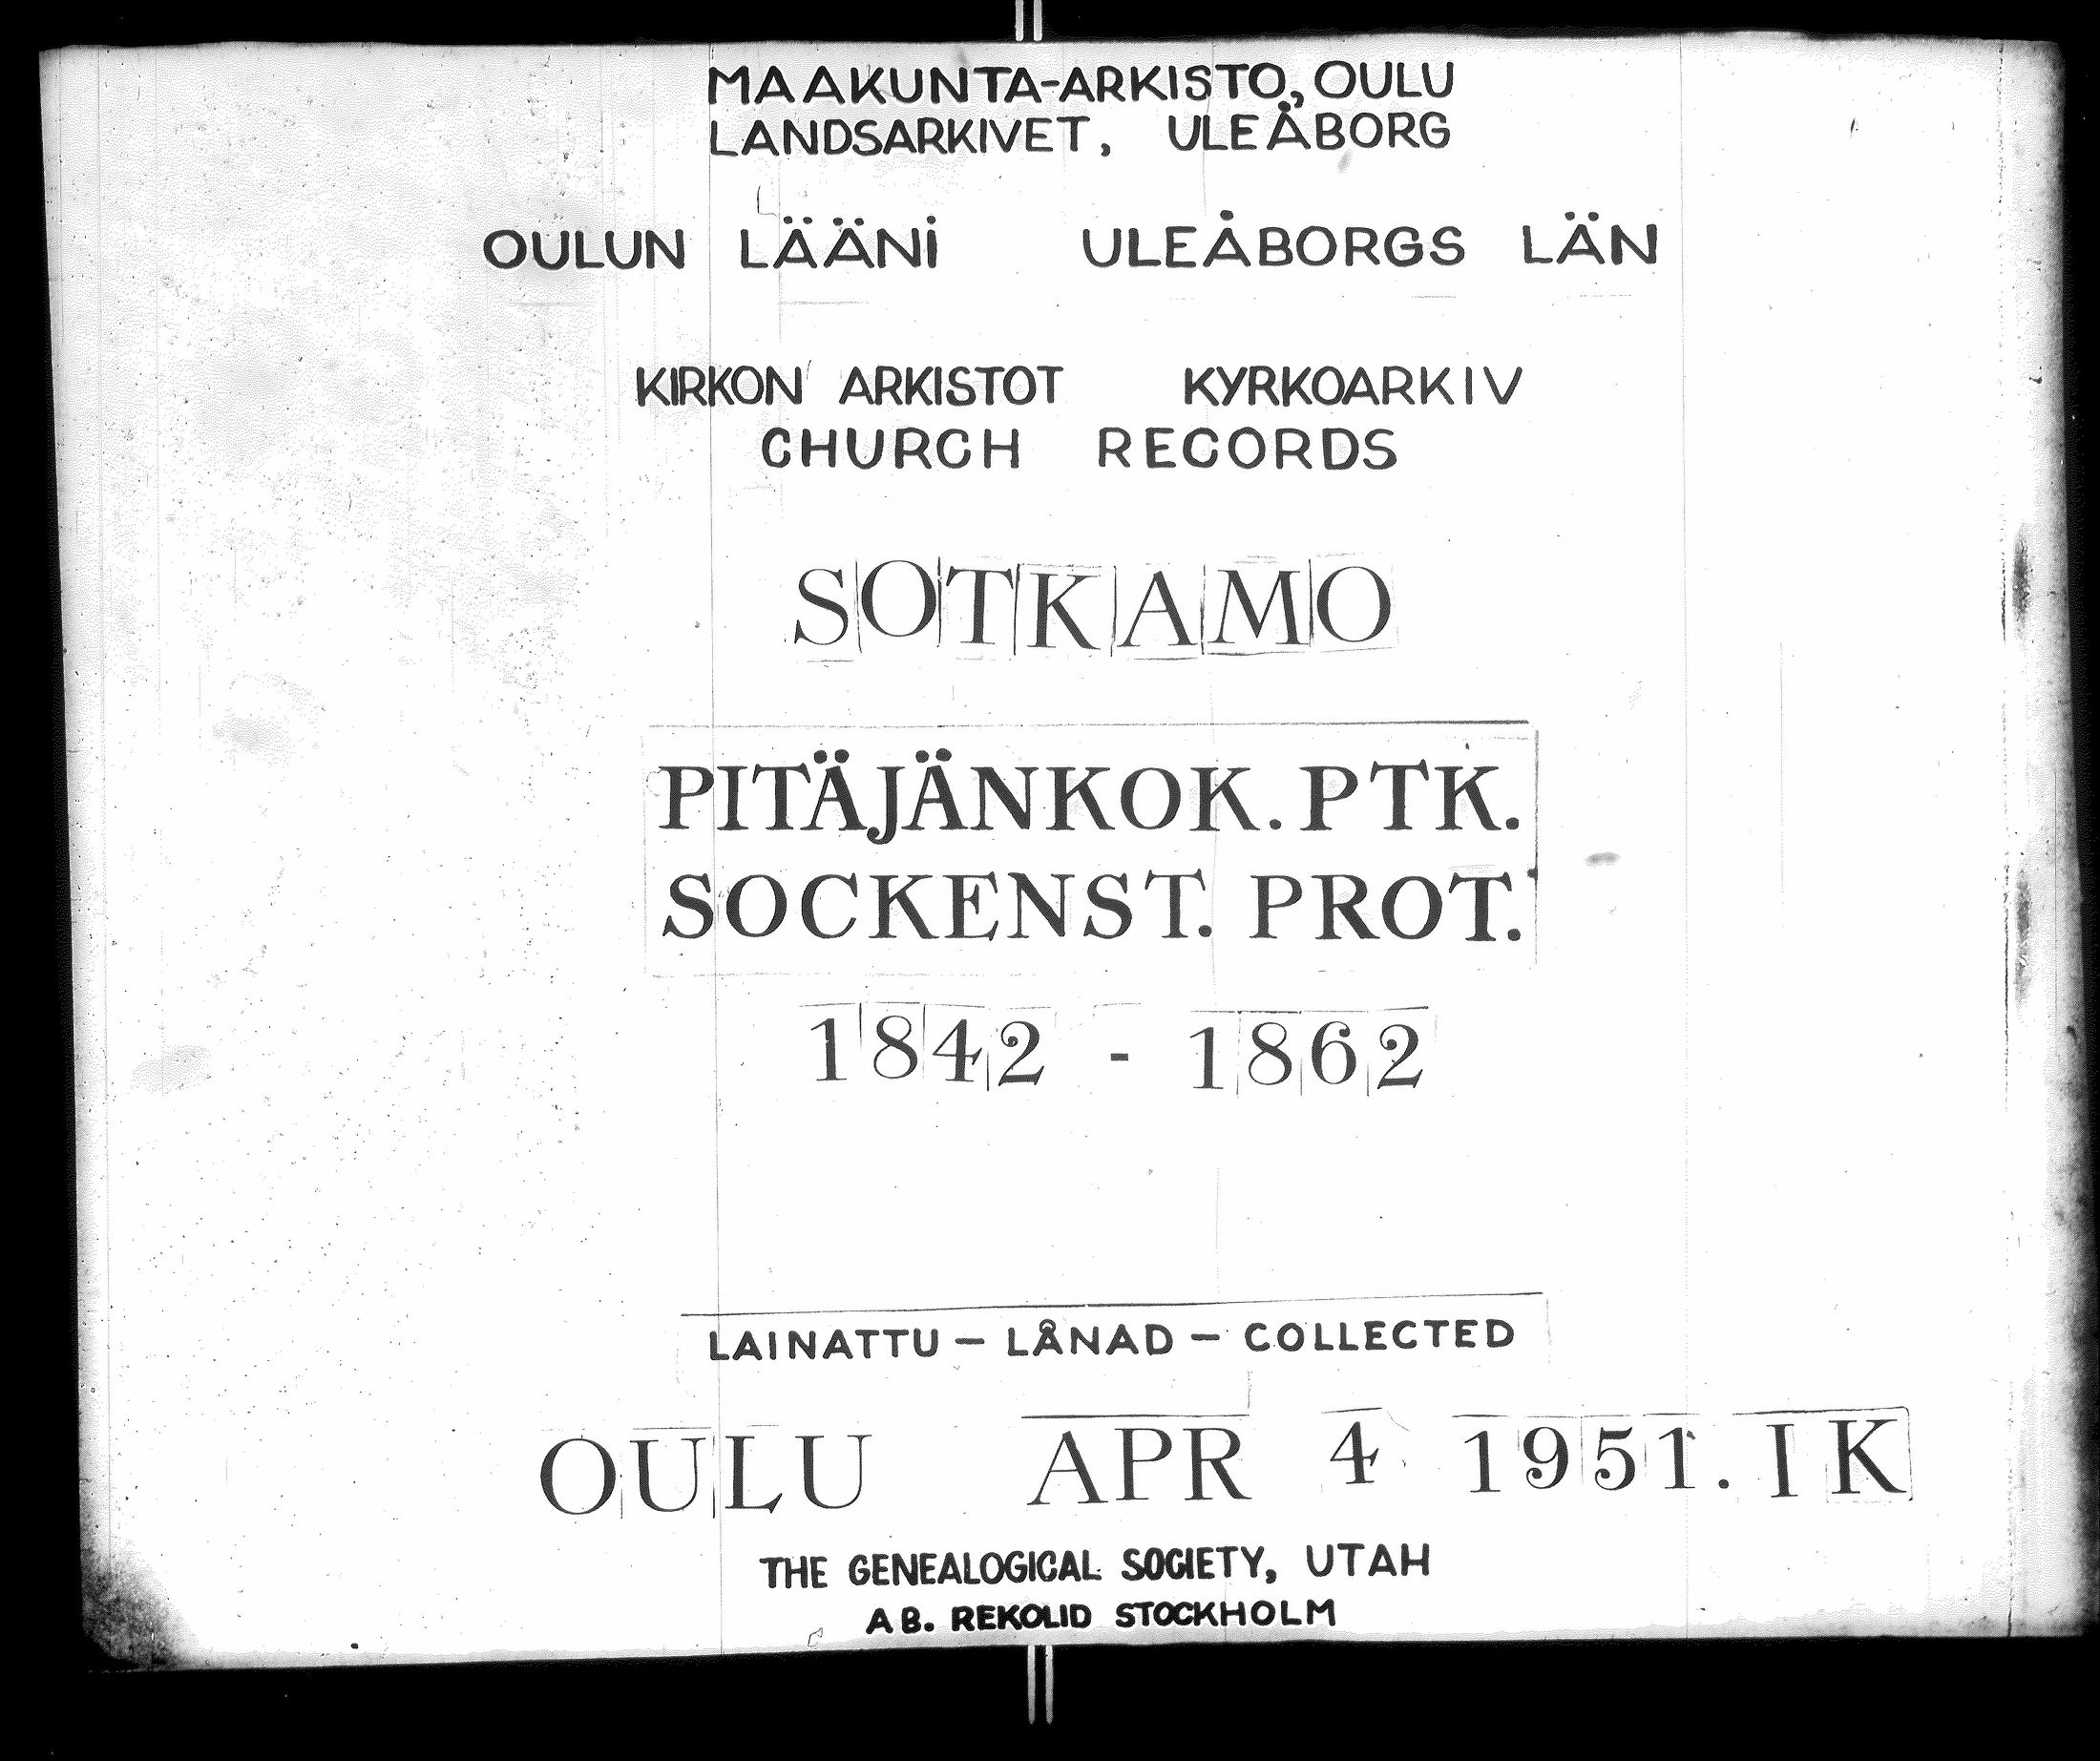 MAAKUNTA-ARKISTO, OULU
LANDSARKIVET, ULEÅBORG
OULUN LÄÄNI ULEÅBORGS LÄN
KIRKON ARKISTOT KYRKOARKIV
CHURCH RECORDS
SOTKAMO
PITÄJÄNKOK. PTK.
SOCKENST. PROT.
1842 - 1862
LAINATTU - LÅNAD - COLLECTED
OULU APR 4 1951. IK
THE GENEALOGICAL SOCIETY, UTAH
AB. REKOLID STOCKHOLM